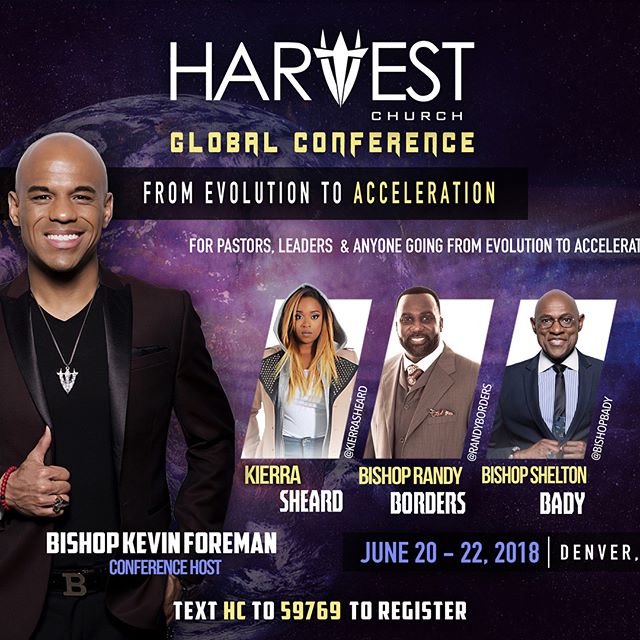 HARVEST
CHURCH
GLOBAL CONFERENCE
FROM EVOLUTION TO ACCELERATION
FOR PASTORS, LEADERS & ANYONE GOING FROM EVOLUTION TO ACCELERAT
@KIERRASHEARD
@RANDYBORDERS
@BISHOPBADY
KIERRA
SHEARD
BISHOP RANDY
BORDERS
BISHOP SHELTON
BADY
BISHOP KEVIN FOREMAN
CONFERENCE HOST
B
JUNE 20 - 22, 2018 | DENVER,
TEXT HC TO 59769 TO REGISTER